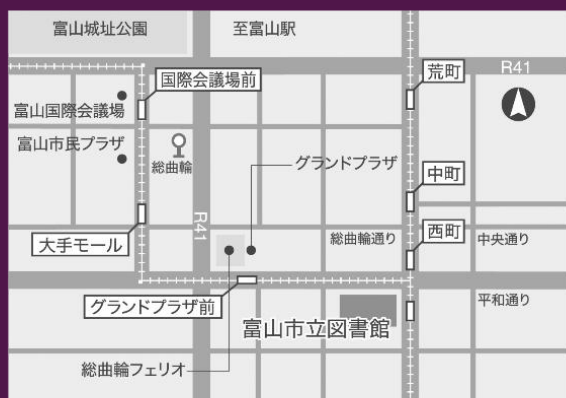 富山城址公園
至富山駅
国際会議場前
荒町
R41
富山国際会議場
富山市民プラザ
総曲輪
グランドプラザ
中町
大手モール
R41
総曲輪通り
西町
中央通り
グランドプラザ前
平和通り
富山市立図書館
総曲輪フェリオ